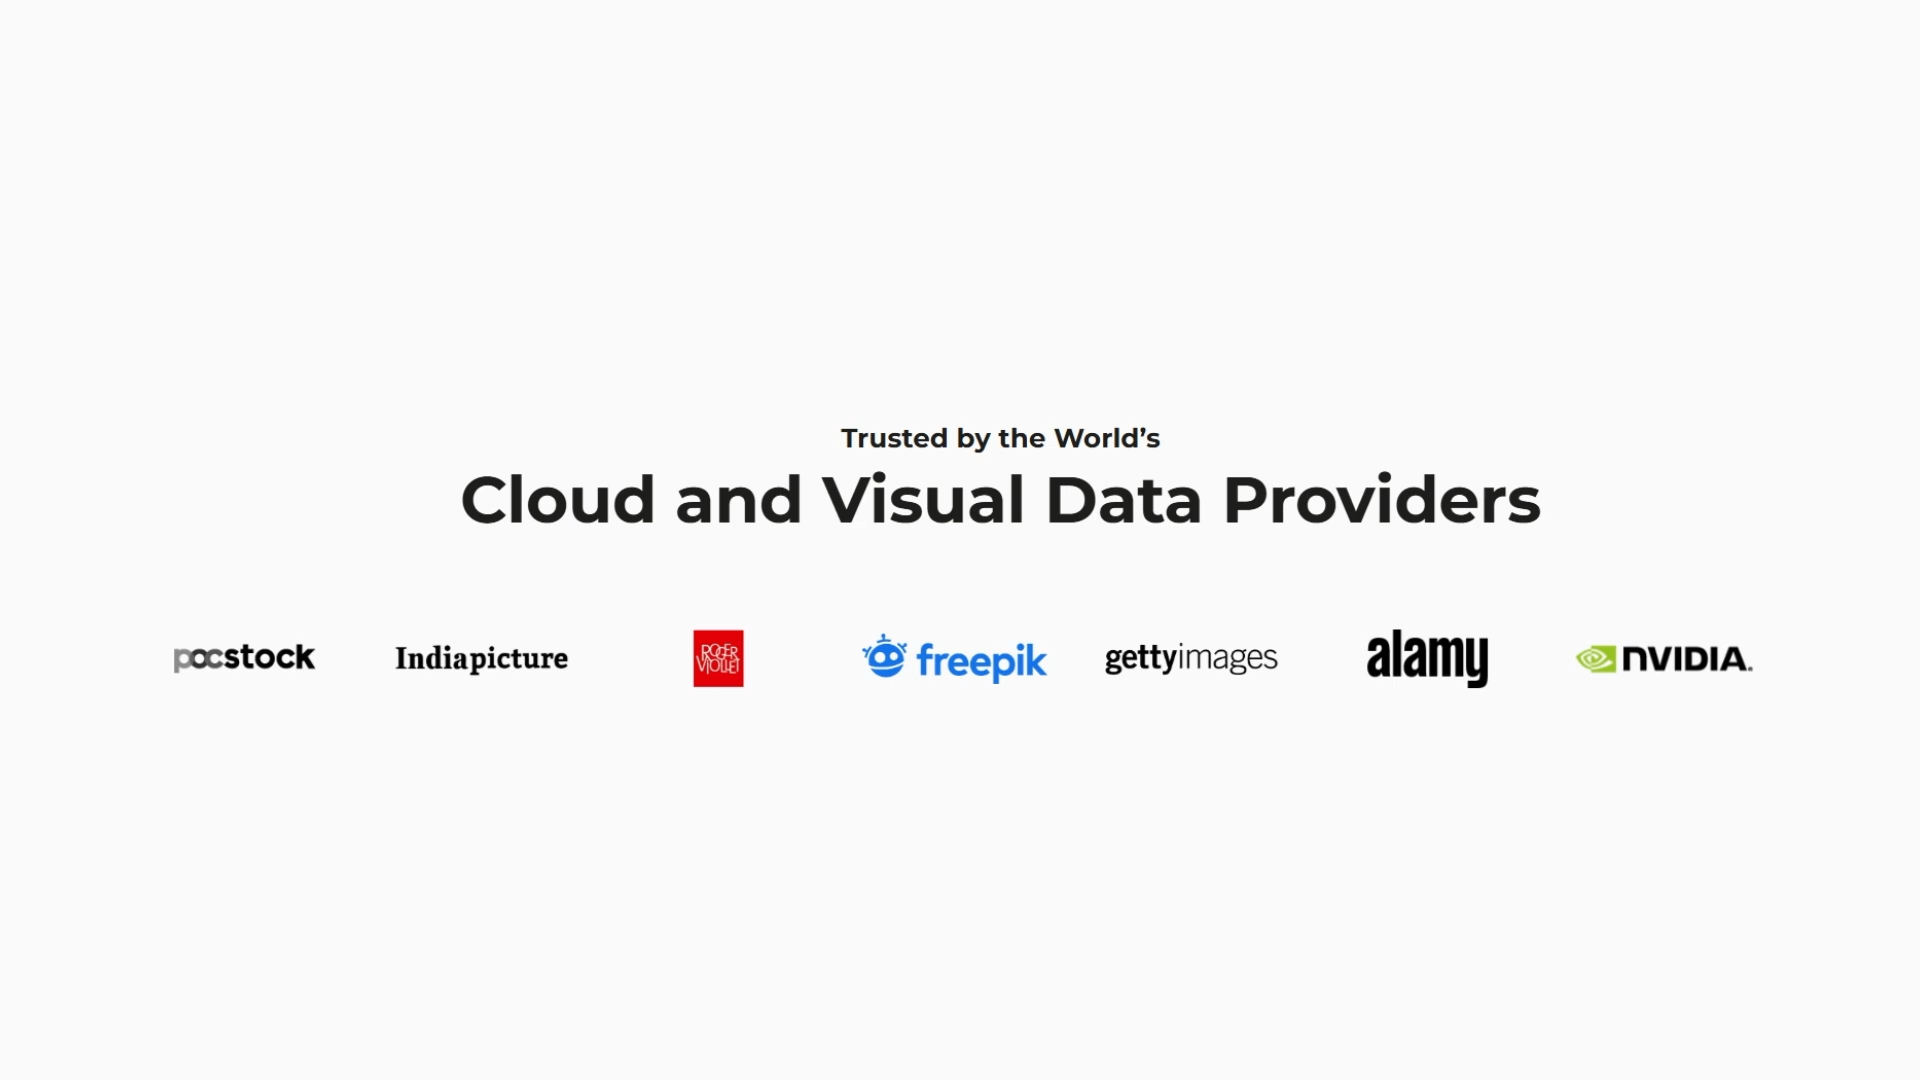 Trusted by the World’s
Cloud and Visual Data Providers
pocstock Indiapicture ROGER VIOLLET freepik gettyimages alamy NVIDIA.